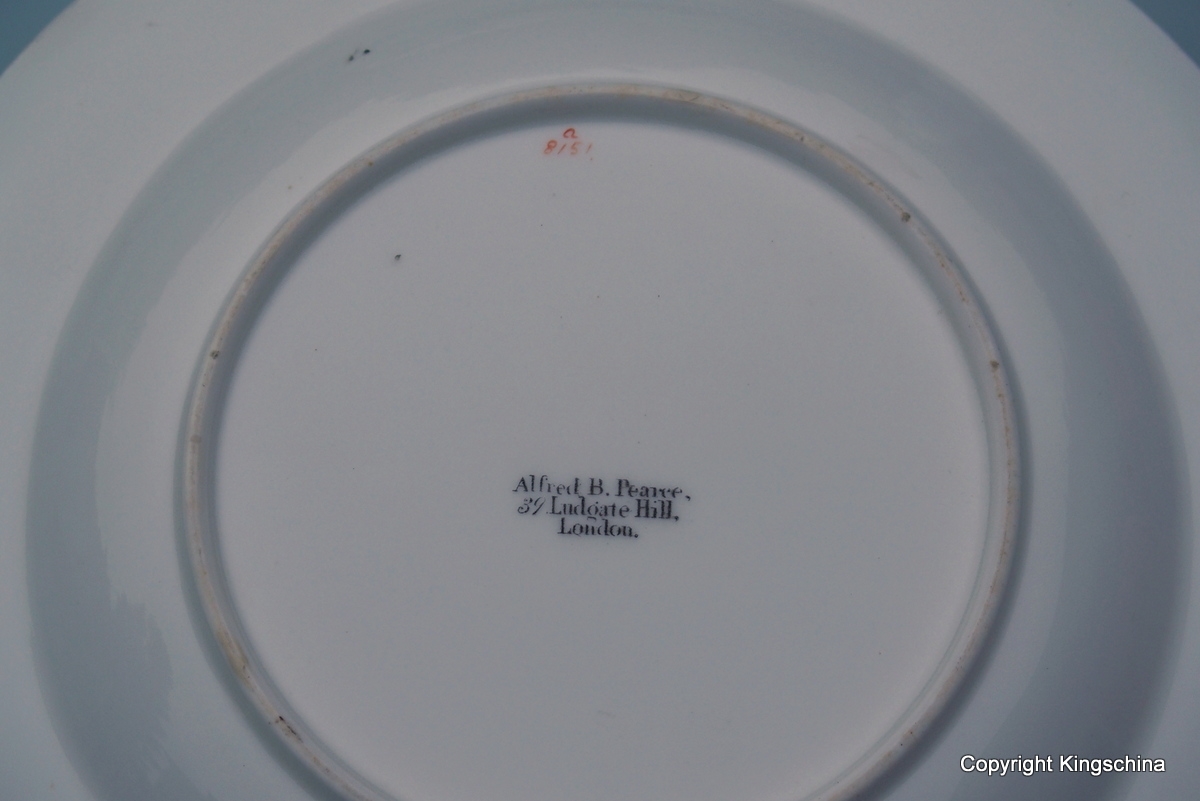 a
8151
Alfred B. Pearce,
39 Ludgate Hill,
London.
Copyright Kingschina